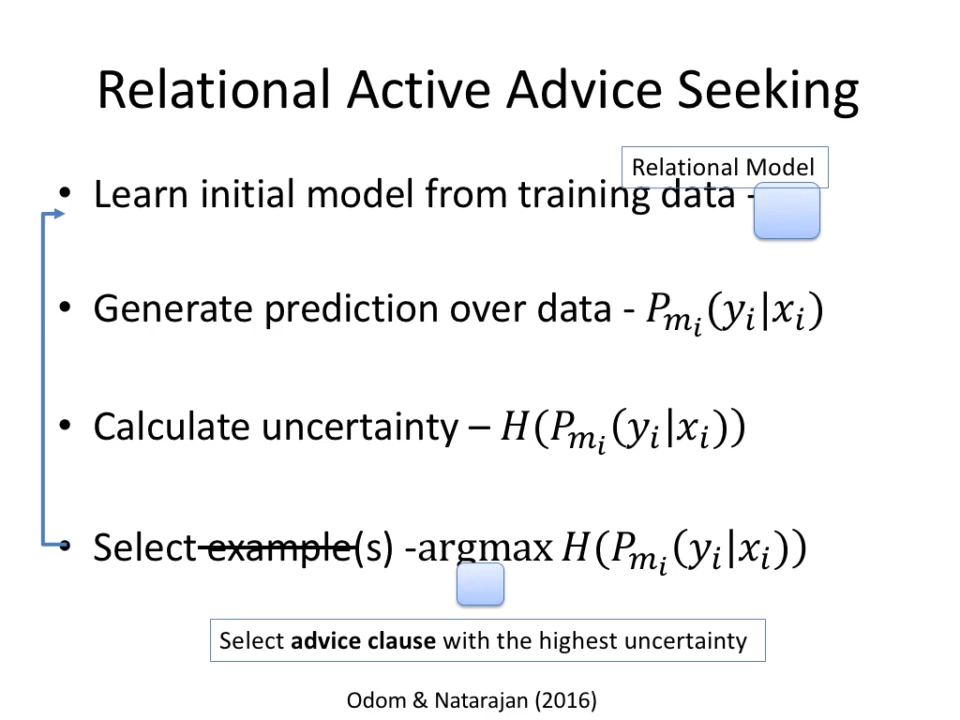 Relational Active Advice Seeking
Relational Model
• Learn initial model from training data -
• Generate prediction over data - $P_{m_i}(y_i|x_i)$
• Calculate uncertainty – $H(P_{m_i}(y_i|x_i))$
• Select example(s) -argmax $H(P_{m_i}(y_i|x_i))$
Select advice clause with the highest uncertainty
Odom & Natarajan (2016)